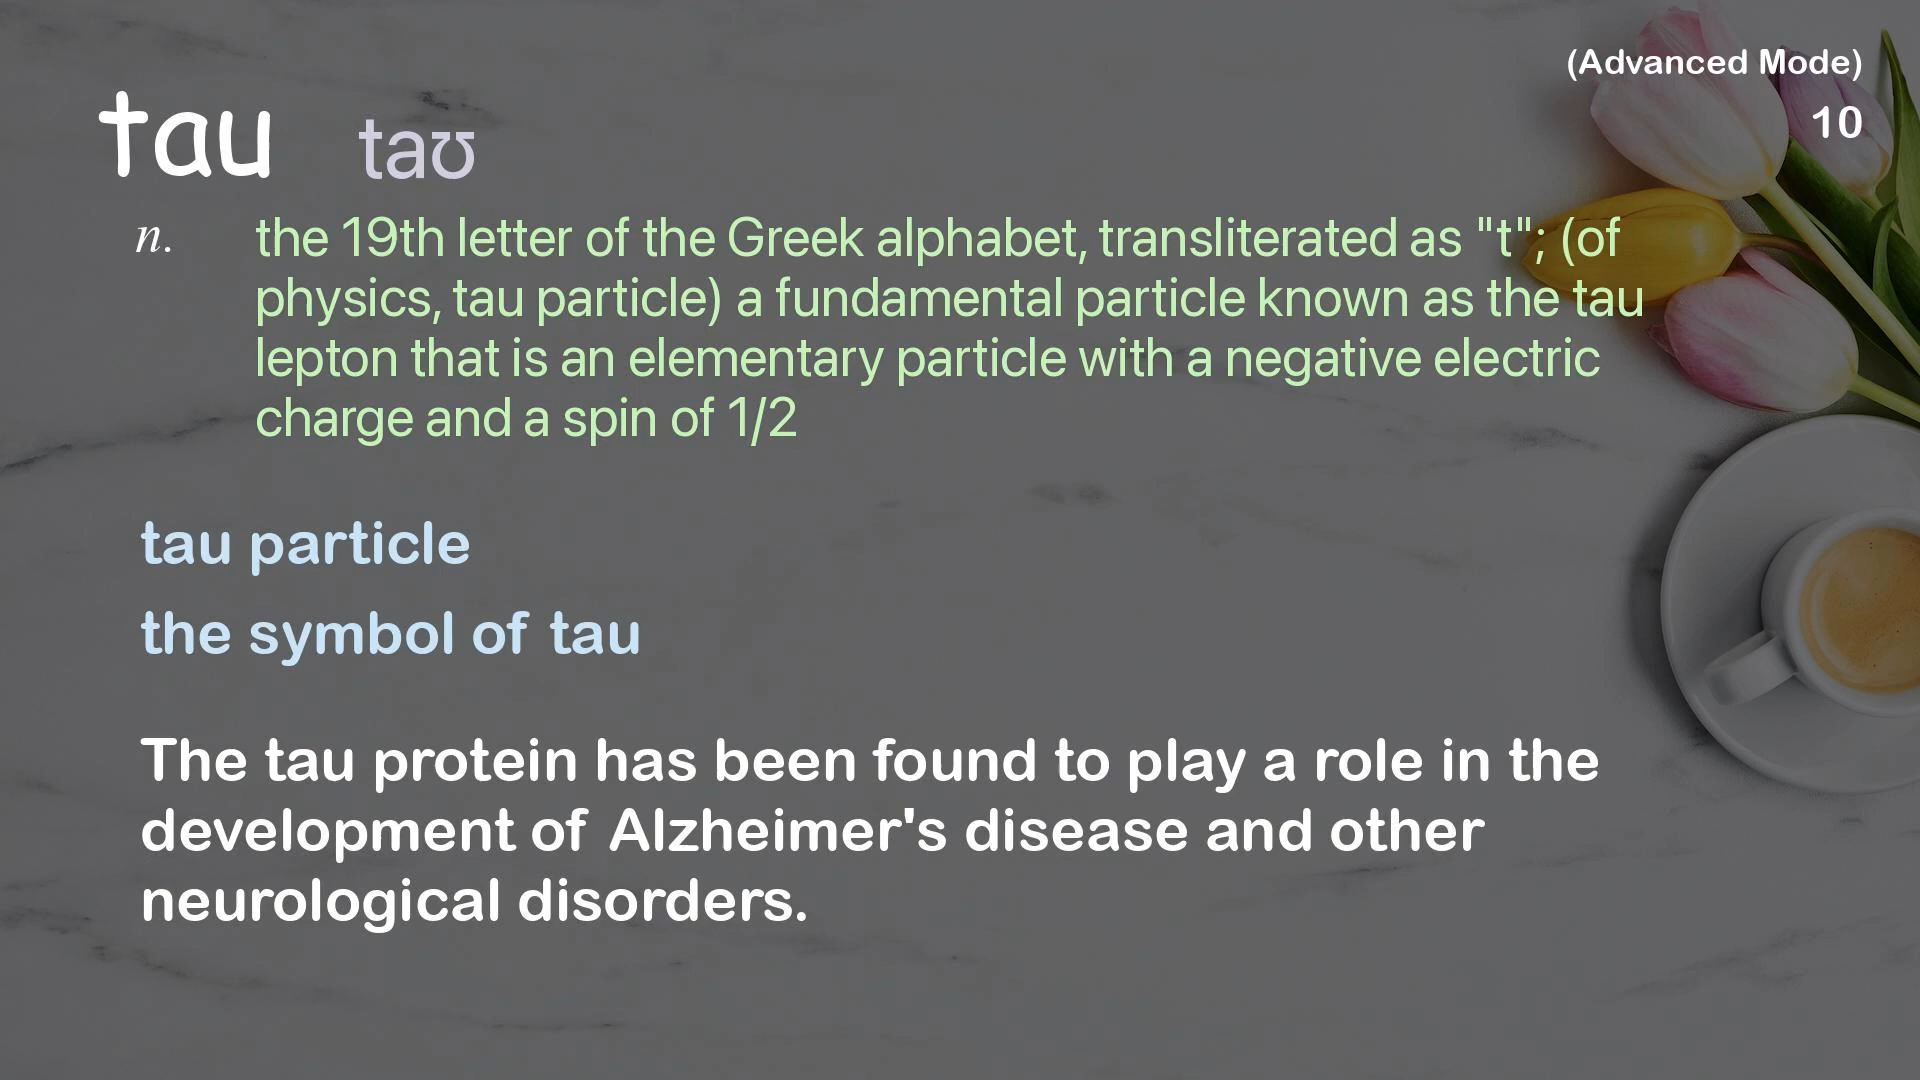 (Advanced Mode)
10
tau taʊ
n. the 19th letter of the Greek alphabet, transliterated as "t"; (of
physics, tau particle) a fundamental particle known as the tau
lepton that is an elementary particle with a negative electric
charge and a spin of 1/2
tau particle
the symbol of tau
The tau protein has been found to play a role in the
development of Alzheimer's disease and other
neurological disorders.